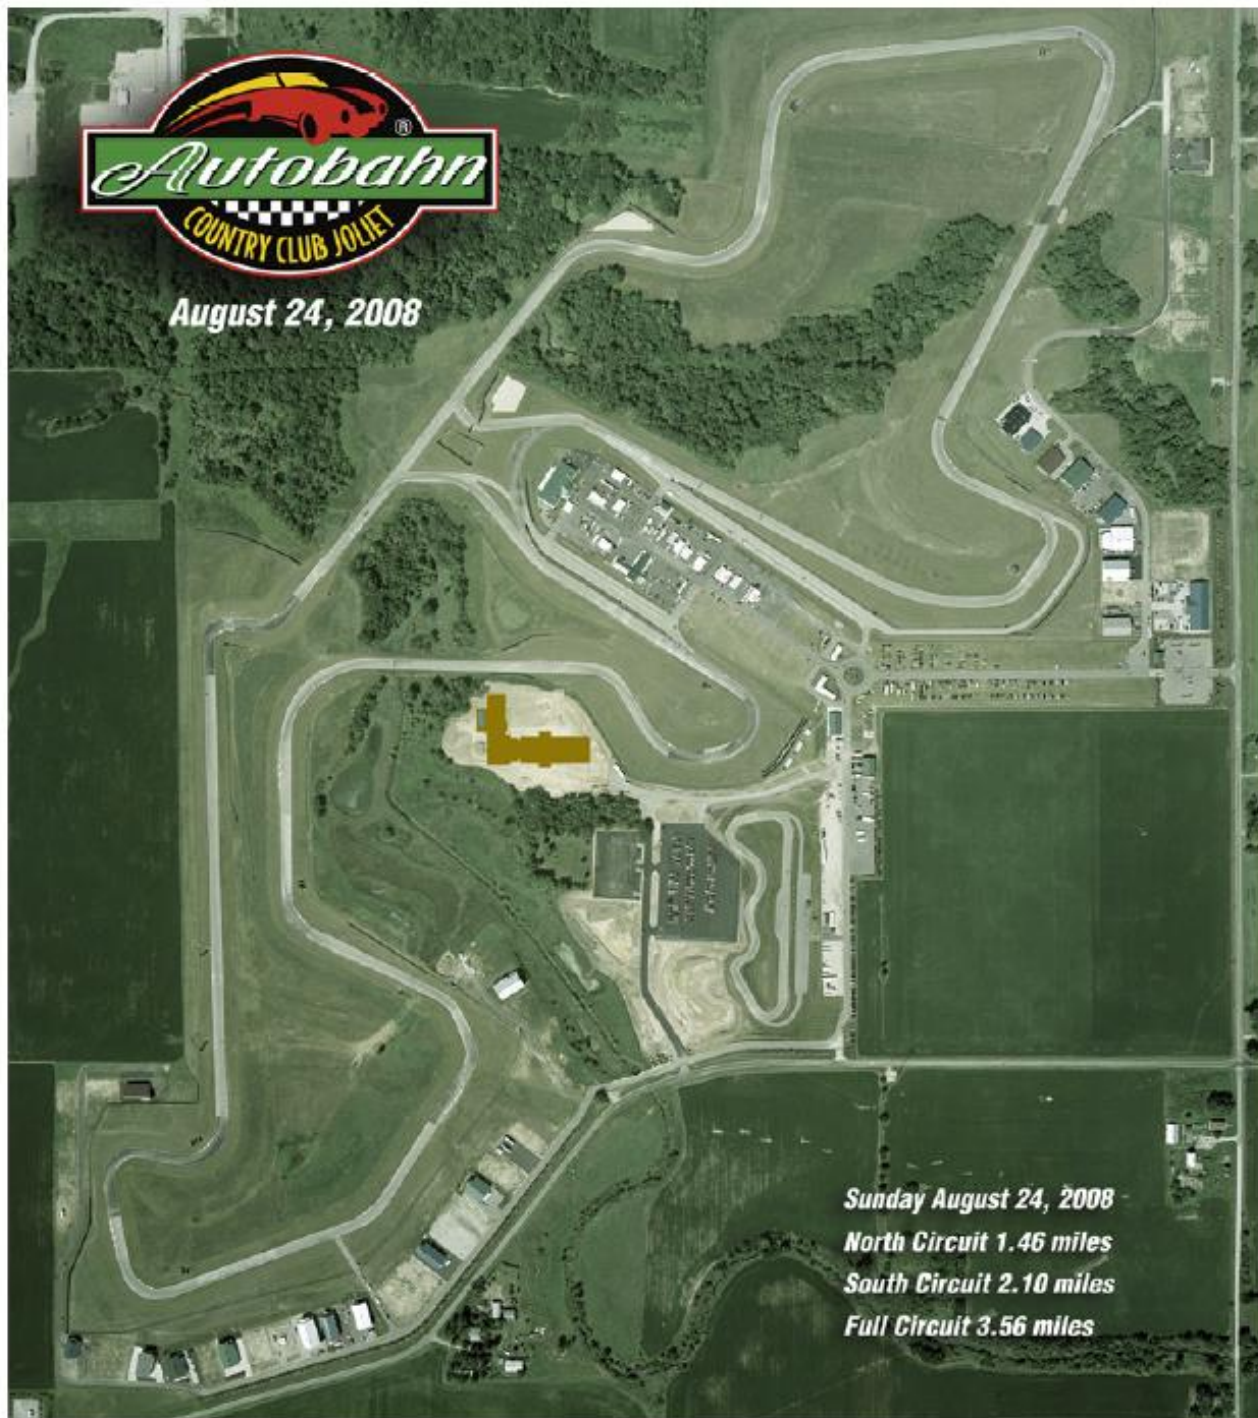 Autobahn®
COUNTRY CLUB JOLIET
August 24, 2008
Sunday August 24, 2008
North Circuit 1.46 miles
South Circuit 2.10 miles
Full Circuit 3.56 miles